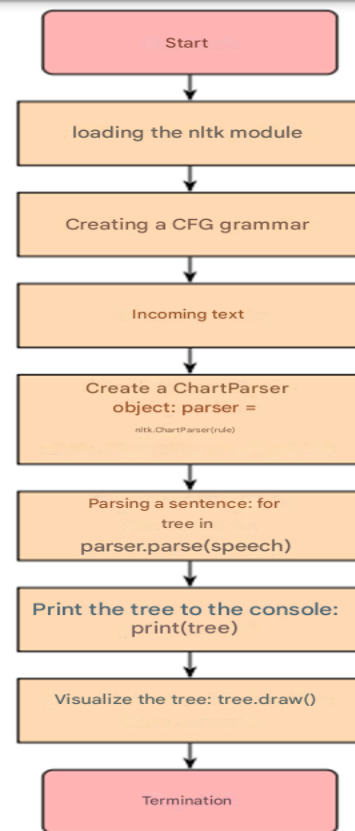 Start
loading the nltk module
Creating a CFG grammar
Incoming text
Create a ChartParser
object: parser =
nltk.ChartParser(rule)
Parsing a sentence: for
tree in
parser.parse(speech)
Print the tree to the console:
print(tree)
Visualize the tree: tree.draw()
Termination